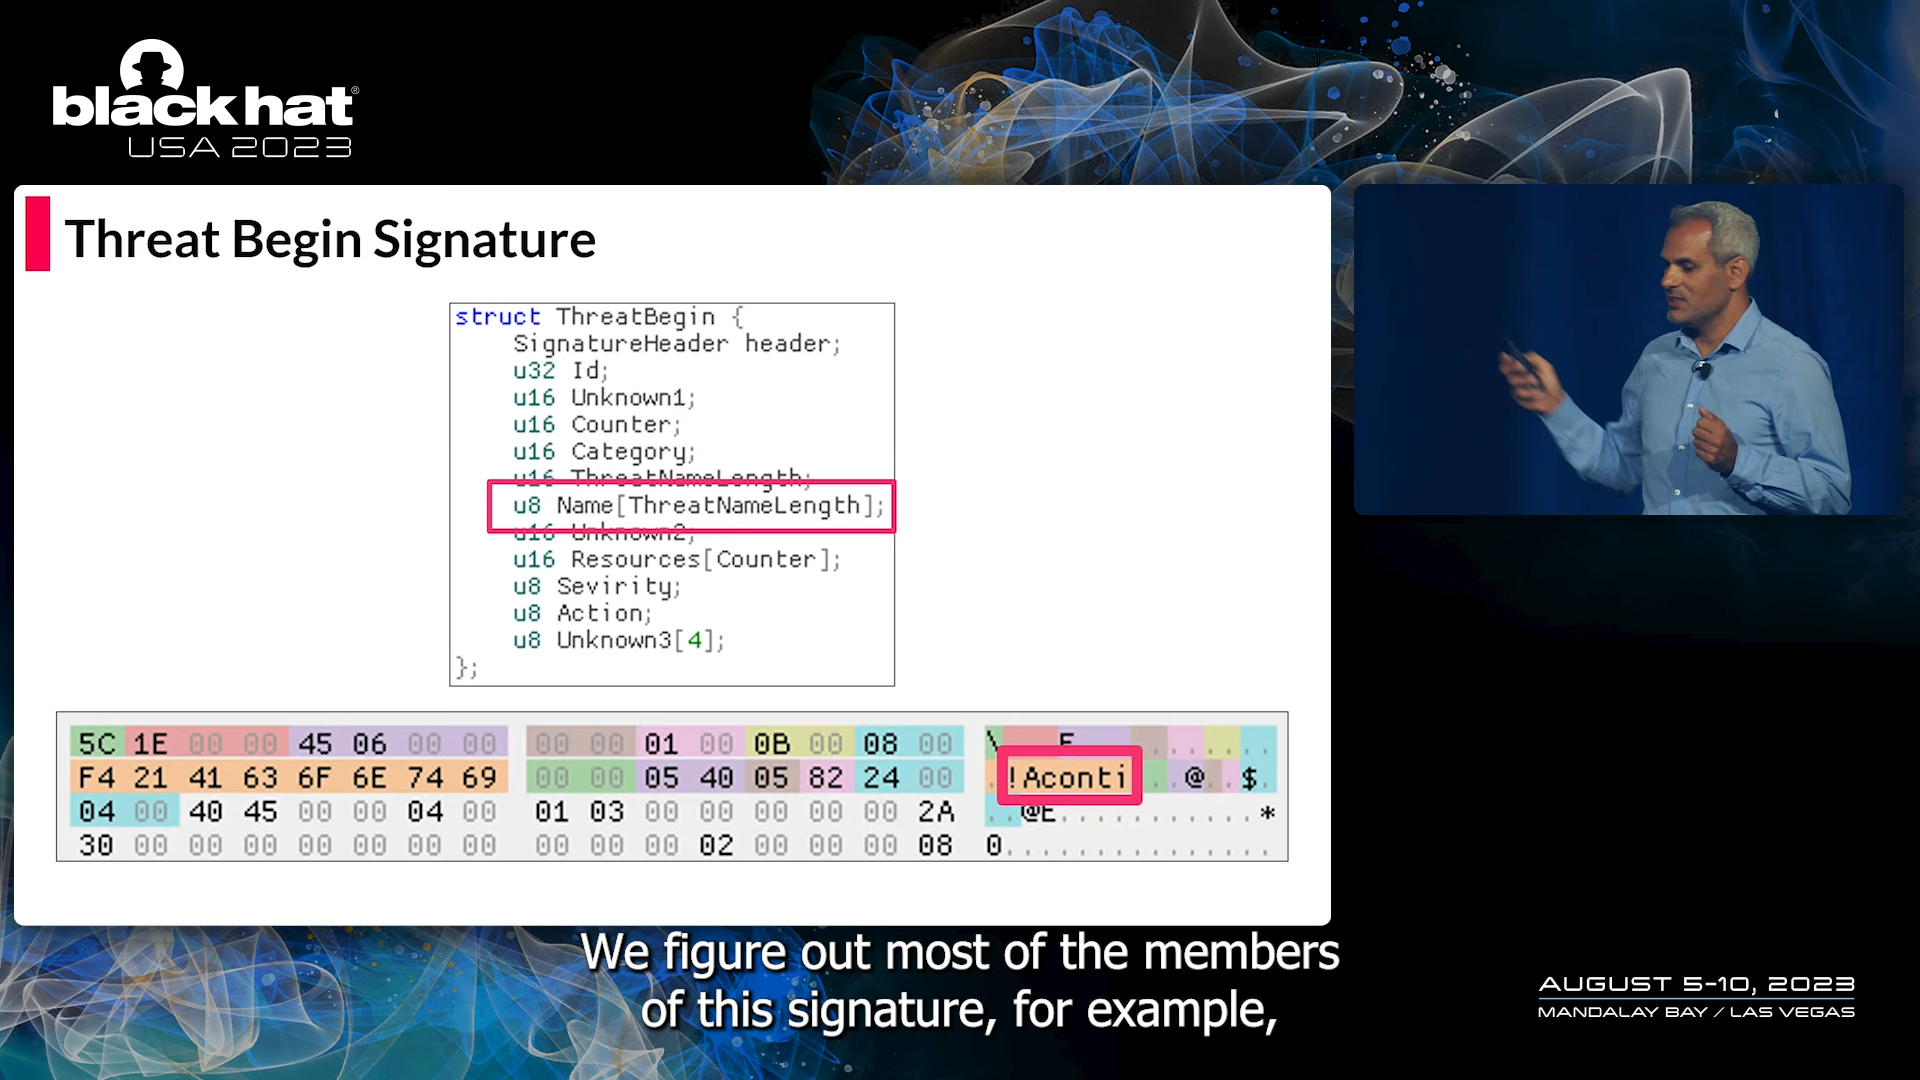 blackhat®
USA 2023
Threat Begin Signature
struct ThreatBegin {
SignatureHeader header;
u32 Id;
u16 Unknown1;
u16 Counter;
u16 Category;
u16 ThreatNameLength;
u8 Name[ThreatNameLength];
u16 Unknown2;
u16 Resources[Counter];
u8 Sevirity;
u8 Action;
u8 Unknown3[4];
};
5C 1E 00 00 45 06 00 00 00 00 01 00 0B 00 08 00 \...E...........
F4 21 41 63 6F 6E 74 69 00 00 05 40 05 82 24 00 .!Aconti...@..$.
04 00 40 45 00 00 04 00 01 03 00 00 00 00 00 2A ..@E...........*
30 00 00 00 00 00 00 00 00 00 00 02 00 00 00 08 0...............
We figure out most of the members
of this signature, for example,
AUGUST 5-10, 2023
MANDALAY BAY / LAS VEGAS